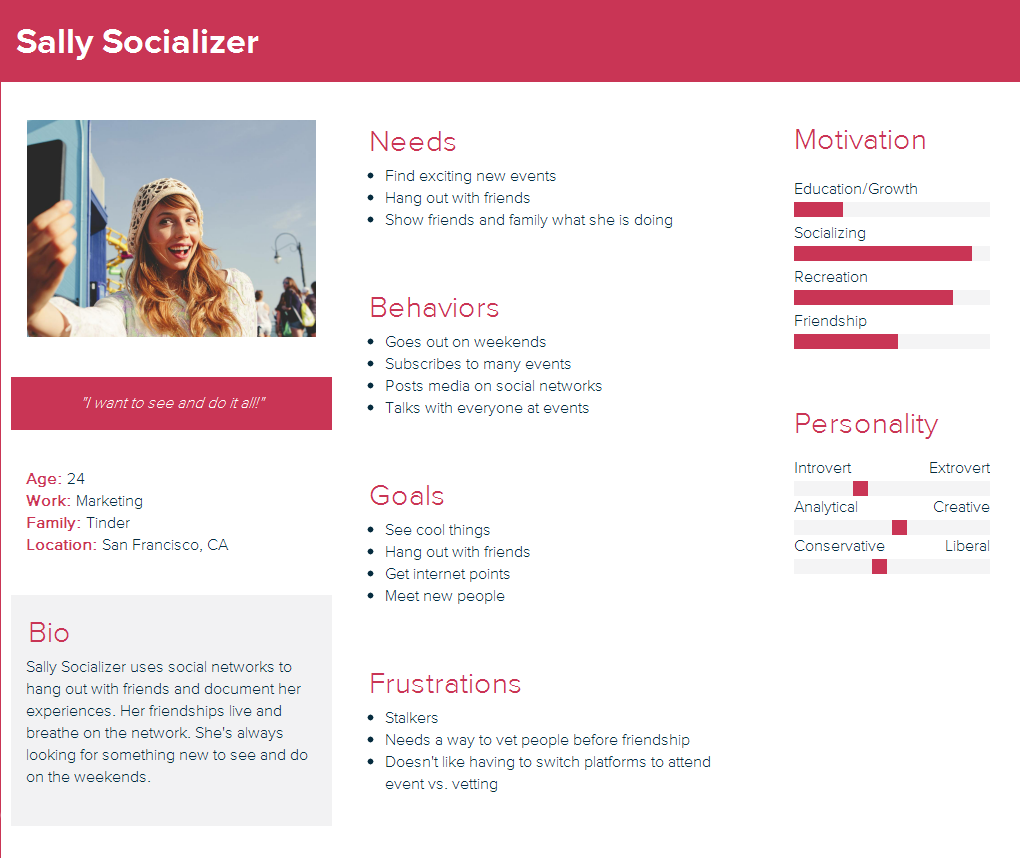 Sally Socializer
"I want to see and do it all!"
Age: 24
Work: Marketing
Family: Tinder
Location: San Francisco, CA
Bio
Sally Socializer uses social networks to
hang out with friends and document her
experiences. Her friendships live and
breathe on the network. She's always
looking for something new to see and do
on the weekends.
Needs
Find exciting new events
Hang out with friends
Show friends and family what she is doing
Behaviors
Goes out on weekends
Subscribes to many events
Posts media on social networks
Talks with everyone at events
Goals
See cool things
Hang out with friends
Get internet points
Meet new people
Frustrations
Stalkers
Needs a way to vet people before friendship
Doesn't like having to switch platforms to attend
event vs. vetting
Motivation
Education/Growth
Socializing
Recreation
Friendship
Personality
Introvert Extrovert
Analytical Creative
Conservative Liberal